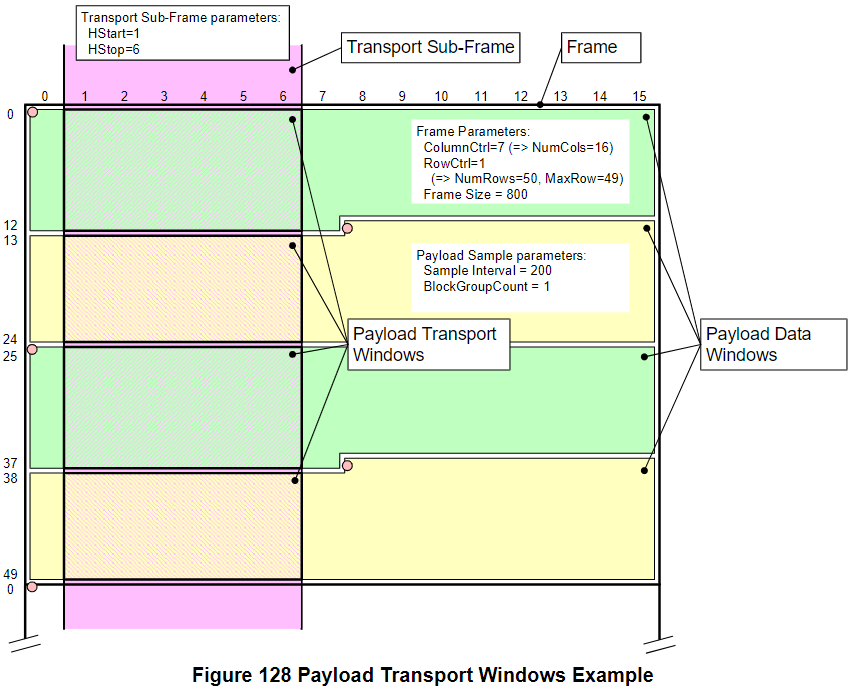 Transport Sub-Frame parameters:
HStart=1
HStop=6
Transport Sub-Frame
Frame
0 1 2 3 4 5 6 7 8 9 10 11 12 13 14 15
0
Frame Parameters:
ColumnCtrl=7 (=> NumCols=16)
RowCtrl=1
(=> NumRows=50, MaxRow=49)
Frame Size = 800
12
13
Payload Sample parameters:
Sample Interval = 200
BlockGroupCount = 1
Payload Transport
Windows
Payload Data
Windows
24
25
37
38
49
0
Figure 128 Payload Transport Windows Example